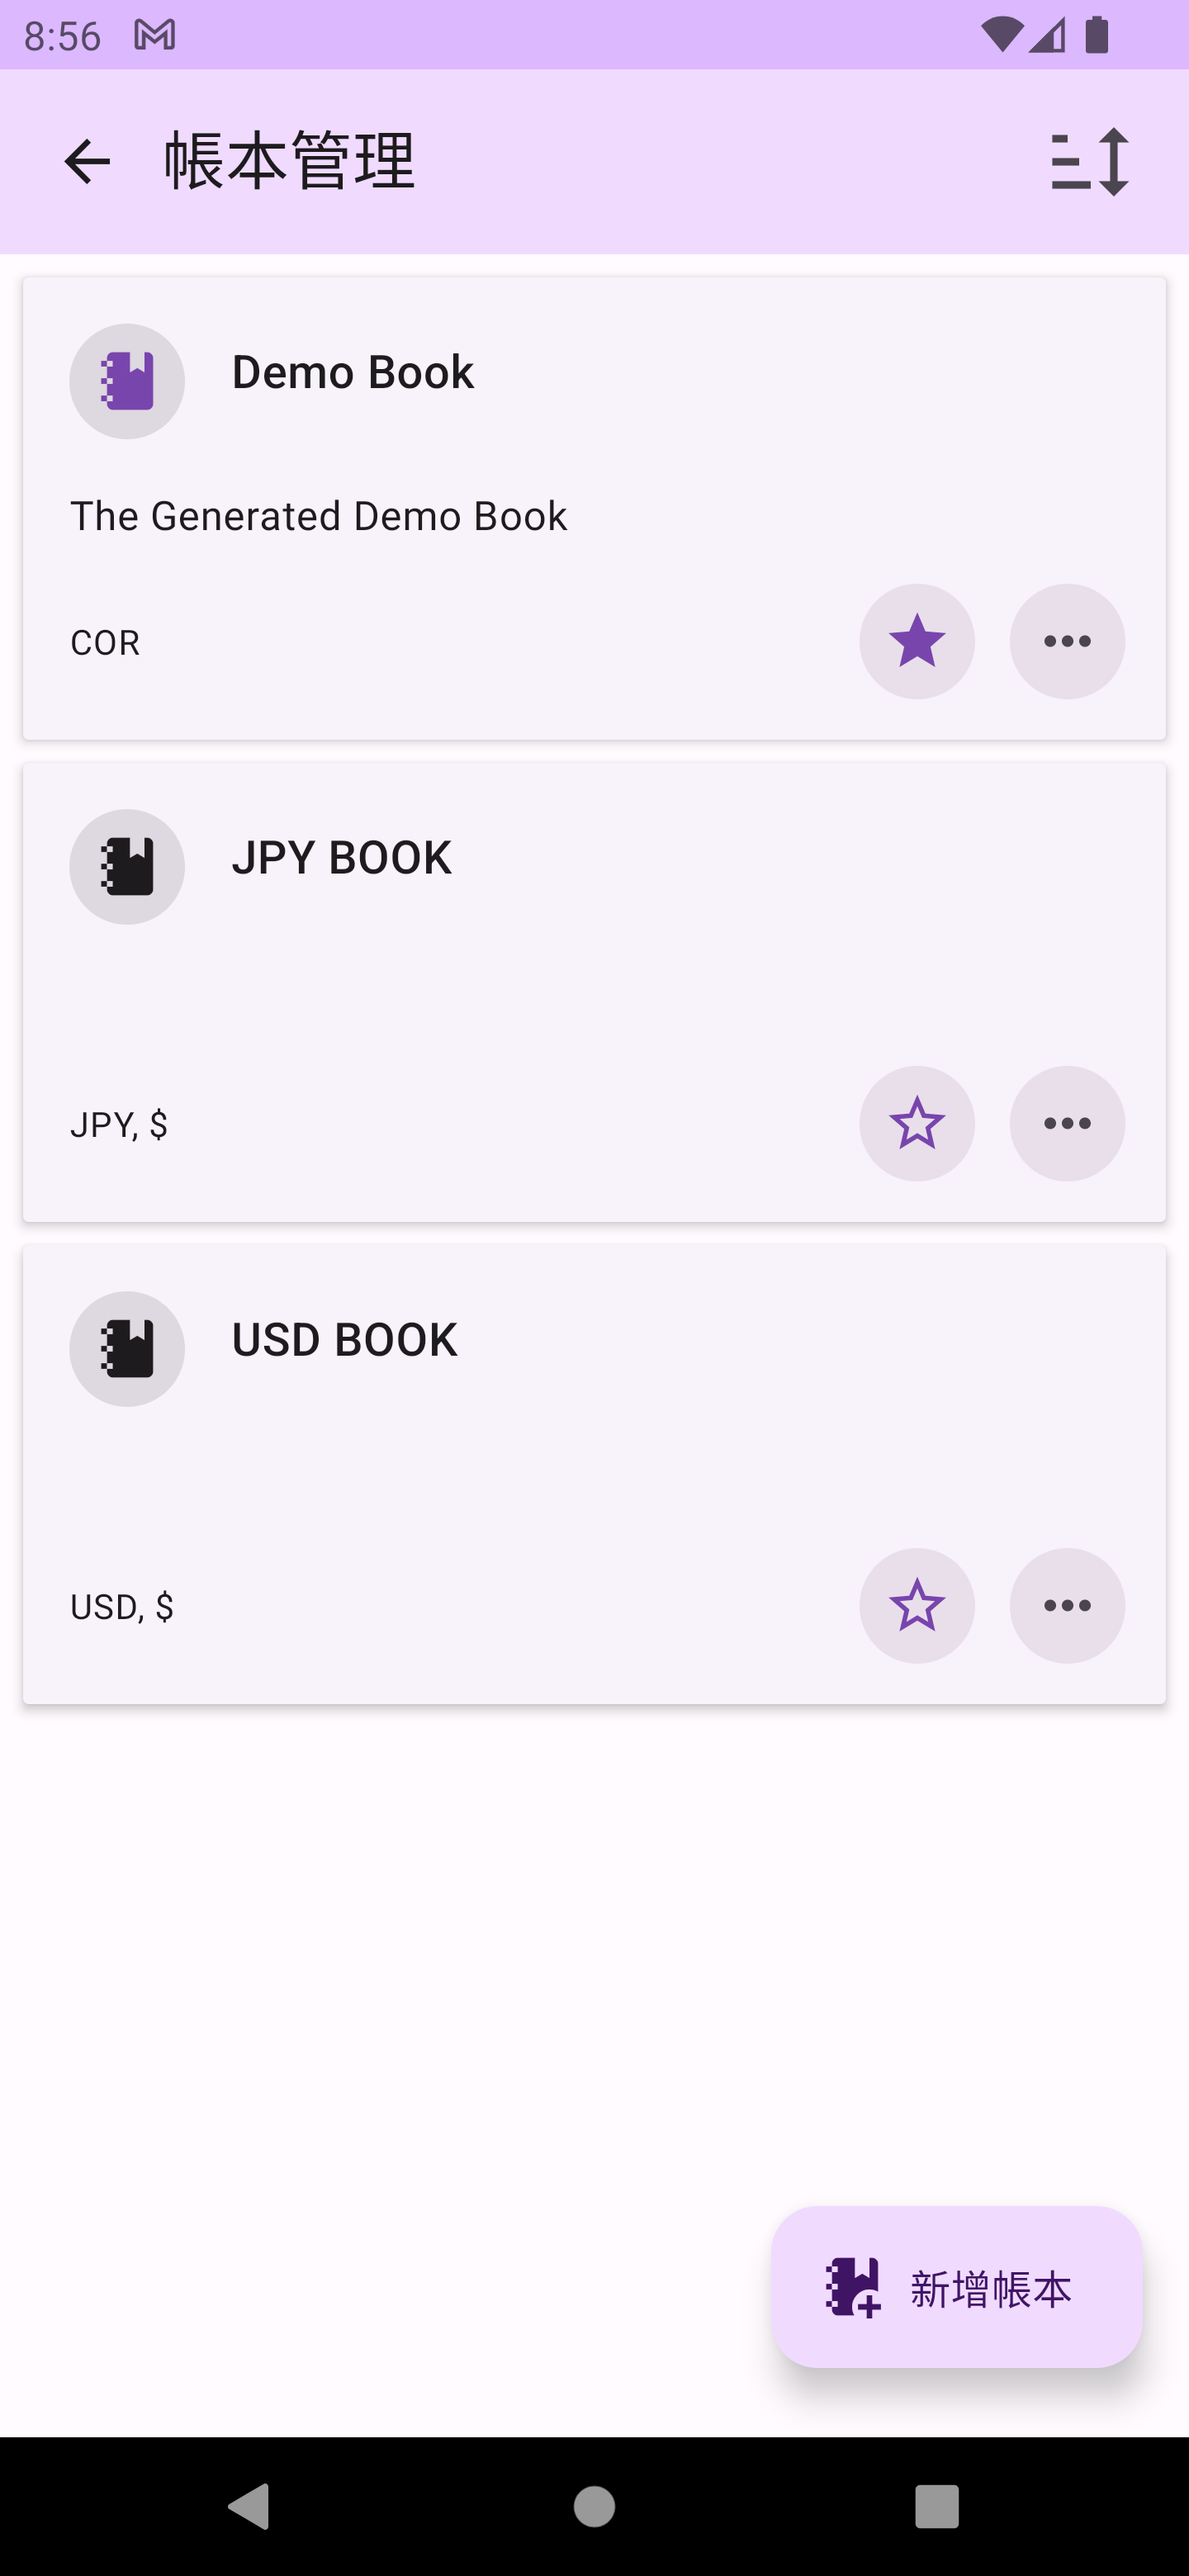 8:56
帳本管理
Demo Book
The Generated Demo Book
COR
JPY BOOK
JPY, $
USD BOOK
USD, $
新增帳本